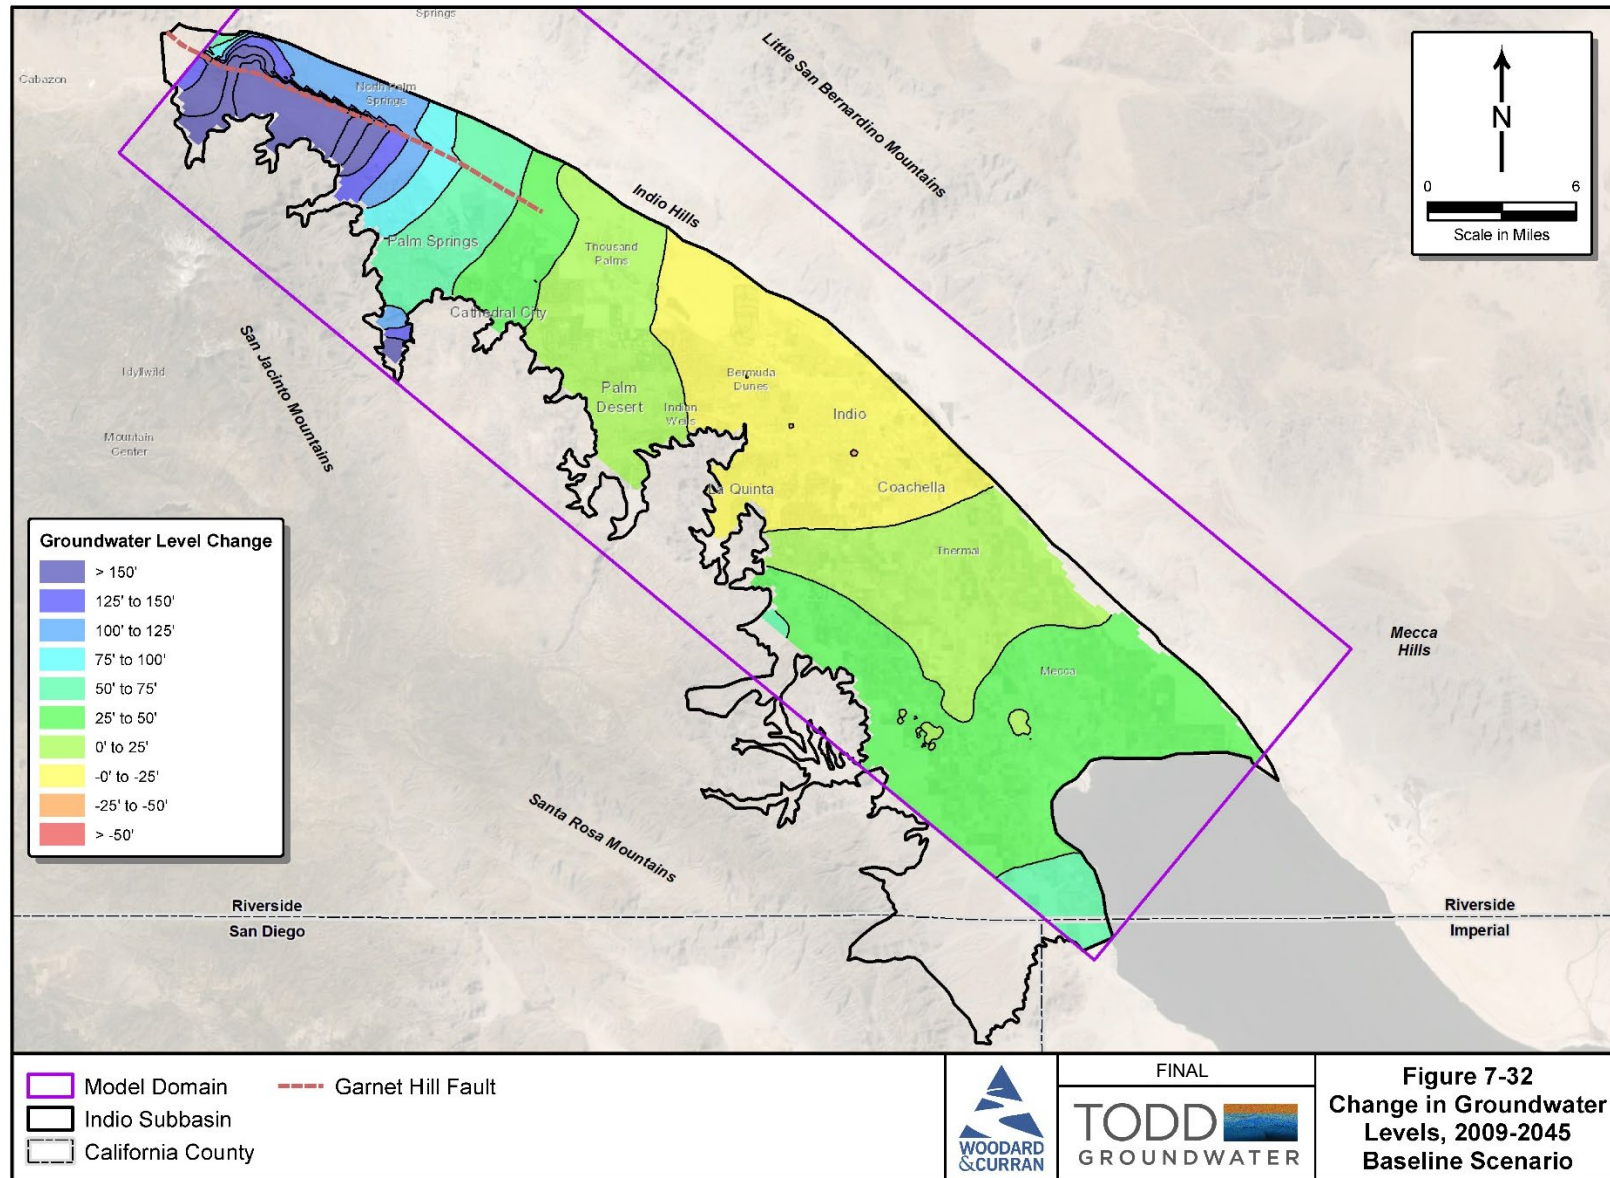 Springs
Cabazon
North Palm
Springs
Little San Bernardino Mountains
N
0 6
Scale in Miles
Indio Hills
Palm Springs
Thousand
Palms
Cathedral City
San Jacinto Mountains
Idyllwild
Bermuda
Dunes
Palm
Desert
Indian
Wells
Indio
Mountain
Center
La Quinta
Coachella
Thermal
Mecca
Hills
Mecca
Santa Rosa Mountains
Groundwater Level Change
> 150'
125' to 150'
100' to 125'
75' to 100'
50' to 75'
25' to 50'
0' to 25'
-0' to -25'
-25' to -50'
> -50'
Riverside
San Diego
Riverside
Imperial
Model Domain
Garnet Hill Fault
Indio Subbasin
California County
WOODARD
&CURRAN
FINAL
TODD
GROUNDWATER
Figure 7-32
Change in Groundwater
Levels, 2009-2045
Baseline Scenario